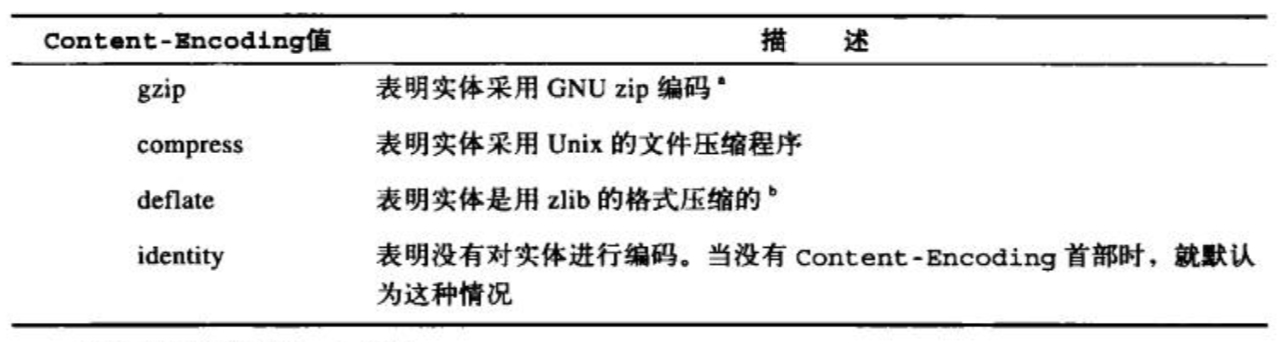 Content-Encoding值 描 述
gzip 表明实体采用 GNU zip 编码 a
compress 表明实体采用 Unix 的文件压缩程序
deflate 表明实体是用 zlib 的格式压缩的 b
identity 表明没有对实体进行编码。当没有 Content-Encoding 首部时，就默认
为这种情况